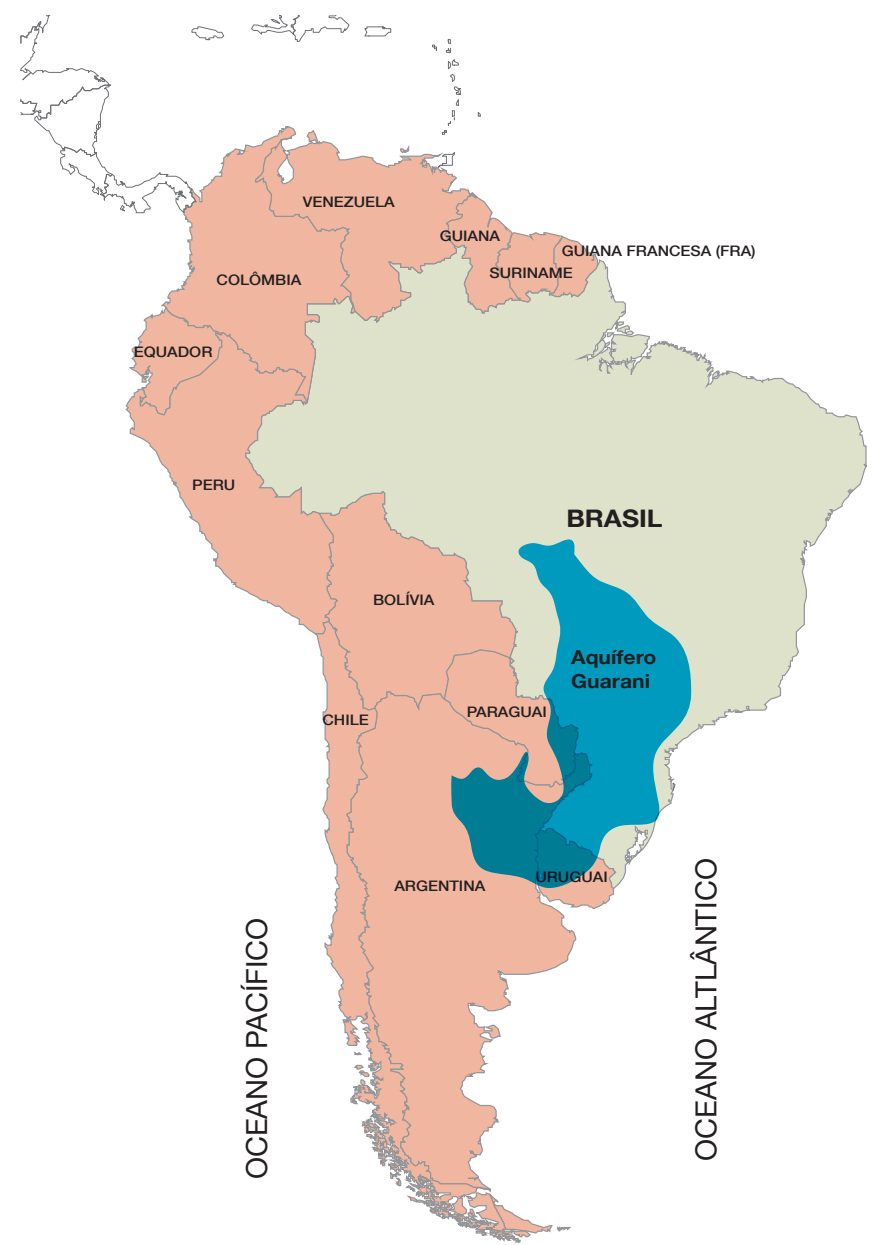 VENEZUELA
GUIANA
GUIANA FRANCESA (FRA)
SURINAME
COLÔMBIA
EQUADOR
PERU
BRASIL
BOLÍVIA
Aquífero
Guarani
PARAGUAI
CHILE
URUGUAI
ARGENTINA
OCEANO PACÍFICO
OCEANO ALTLÂNTICO